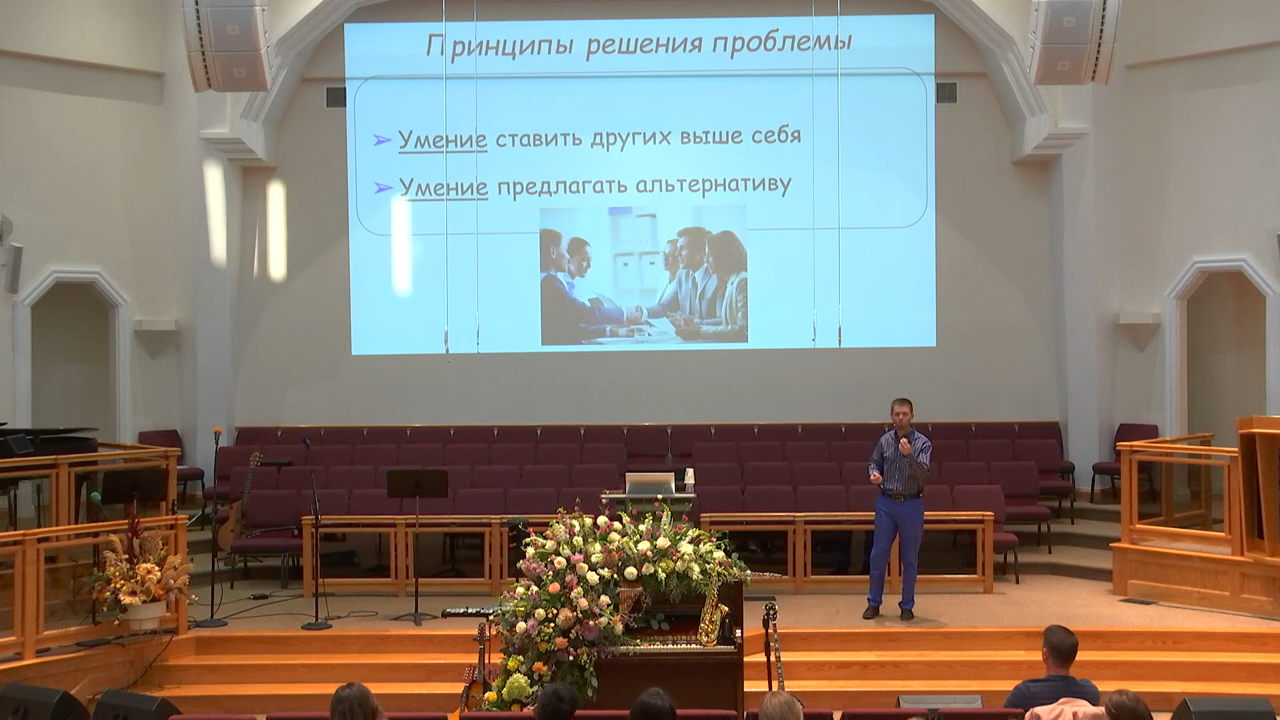 Принципы решения проблемы
➢ Умение ставить других выше себя
➢ Умение предлагать альтернативу